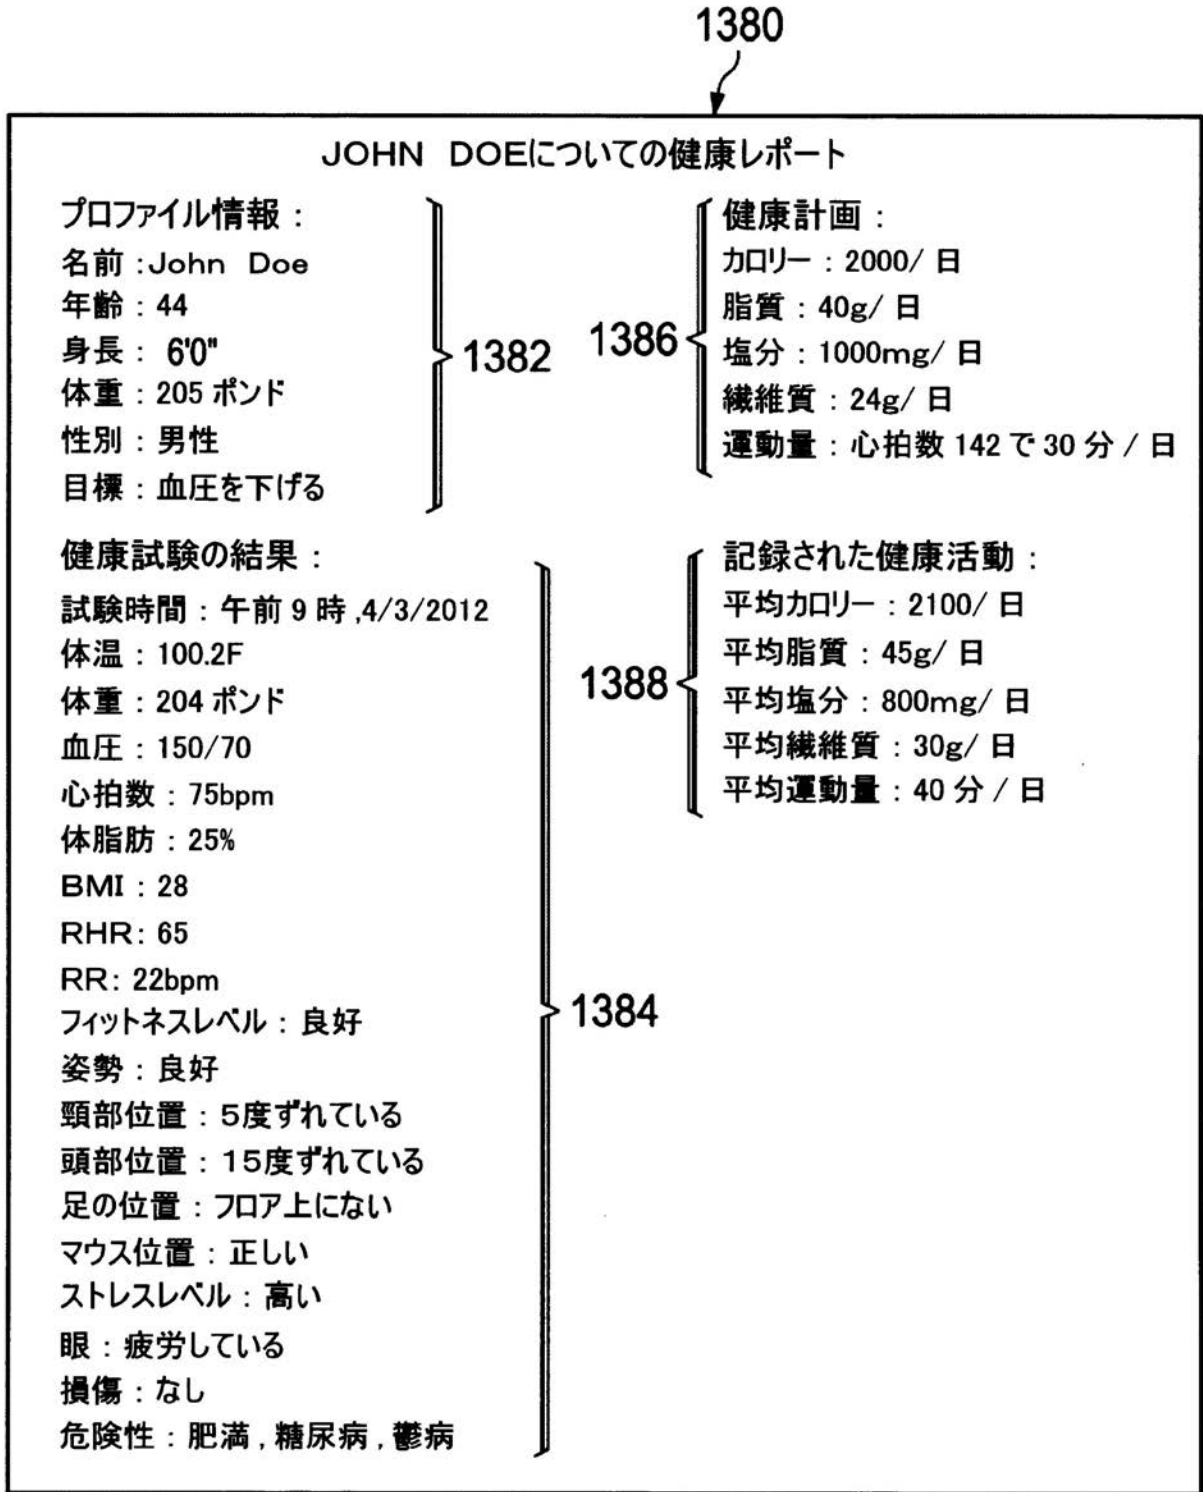 1380
JOHN DOEについての健康レポート
プロファイル情報：
名前：John Doe
年齢：44
身長： 6'0"
体重：205 ポンド
性別：男性
目標：血圧を下げる
1382
1386
健康計画：
カロリー：2000/ 日
脂質：40g/ 日
塩分：1000mg/ 日
繊維質：24g/ 日
運動量：心拍数 142 で 30 分 / 日
健康試験の結果：
試験時間：午前 9 時 ,4/3/2012
体温：100.2F
体重：204 ポンド
血圧：150/70
心拍数：75bpm
体脂肪：25%
BMI：28
RHR: 65
RR: 22bpm
フィットネスレベル：良好
姿勢：良好
頸部位置：5度ずれている
頭部位置：15度ずれている
足の位置：フロア上にない
マウス位置：正しい
ストレスレベル：高い
眼：疲労している
損傷：なし
危険性：肥満 , 糖尿病 , 鬱病
1384
1388
記録された健康活動：
平均カロリー：2100/ 日
平均脂質：45g/ 日
平均塩分：800mg/ 日
平均繊維質：30g/ 日
平均運動量：40 分 / 日